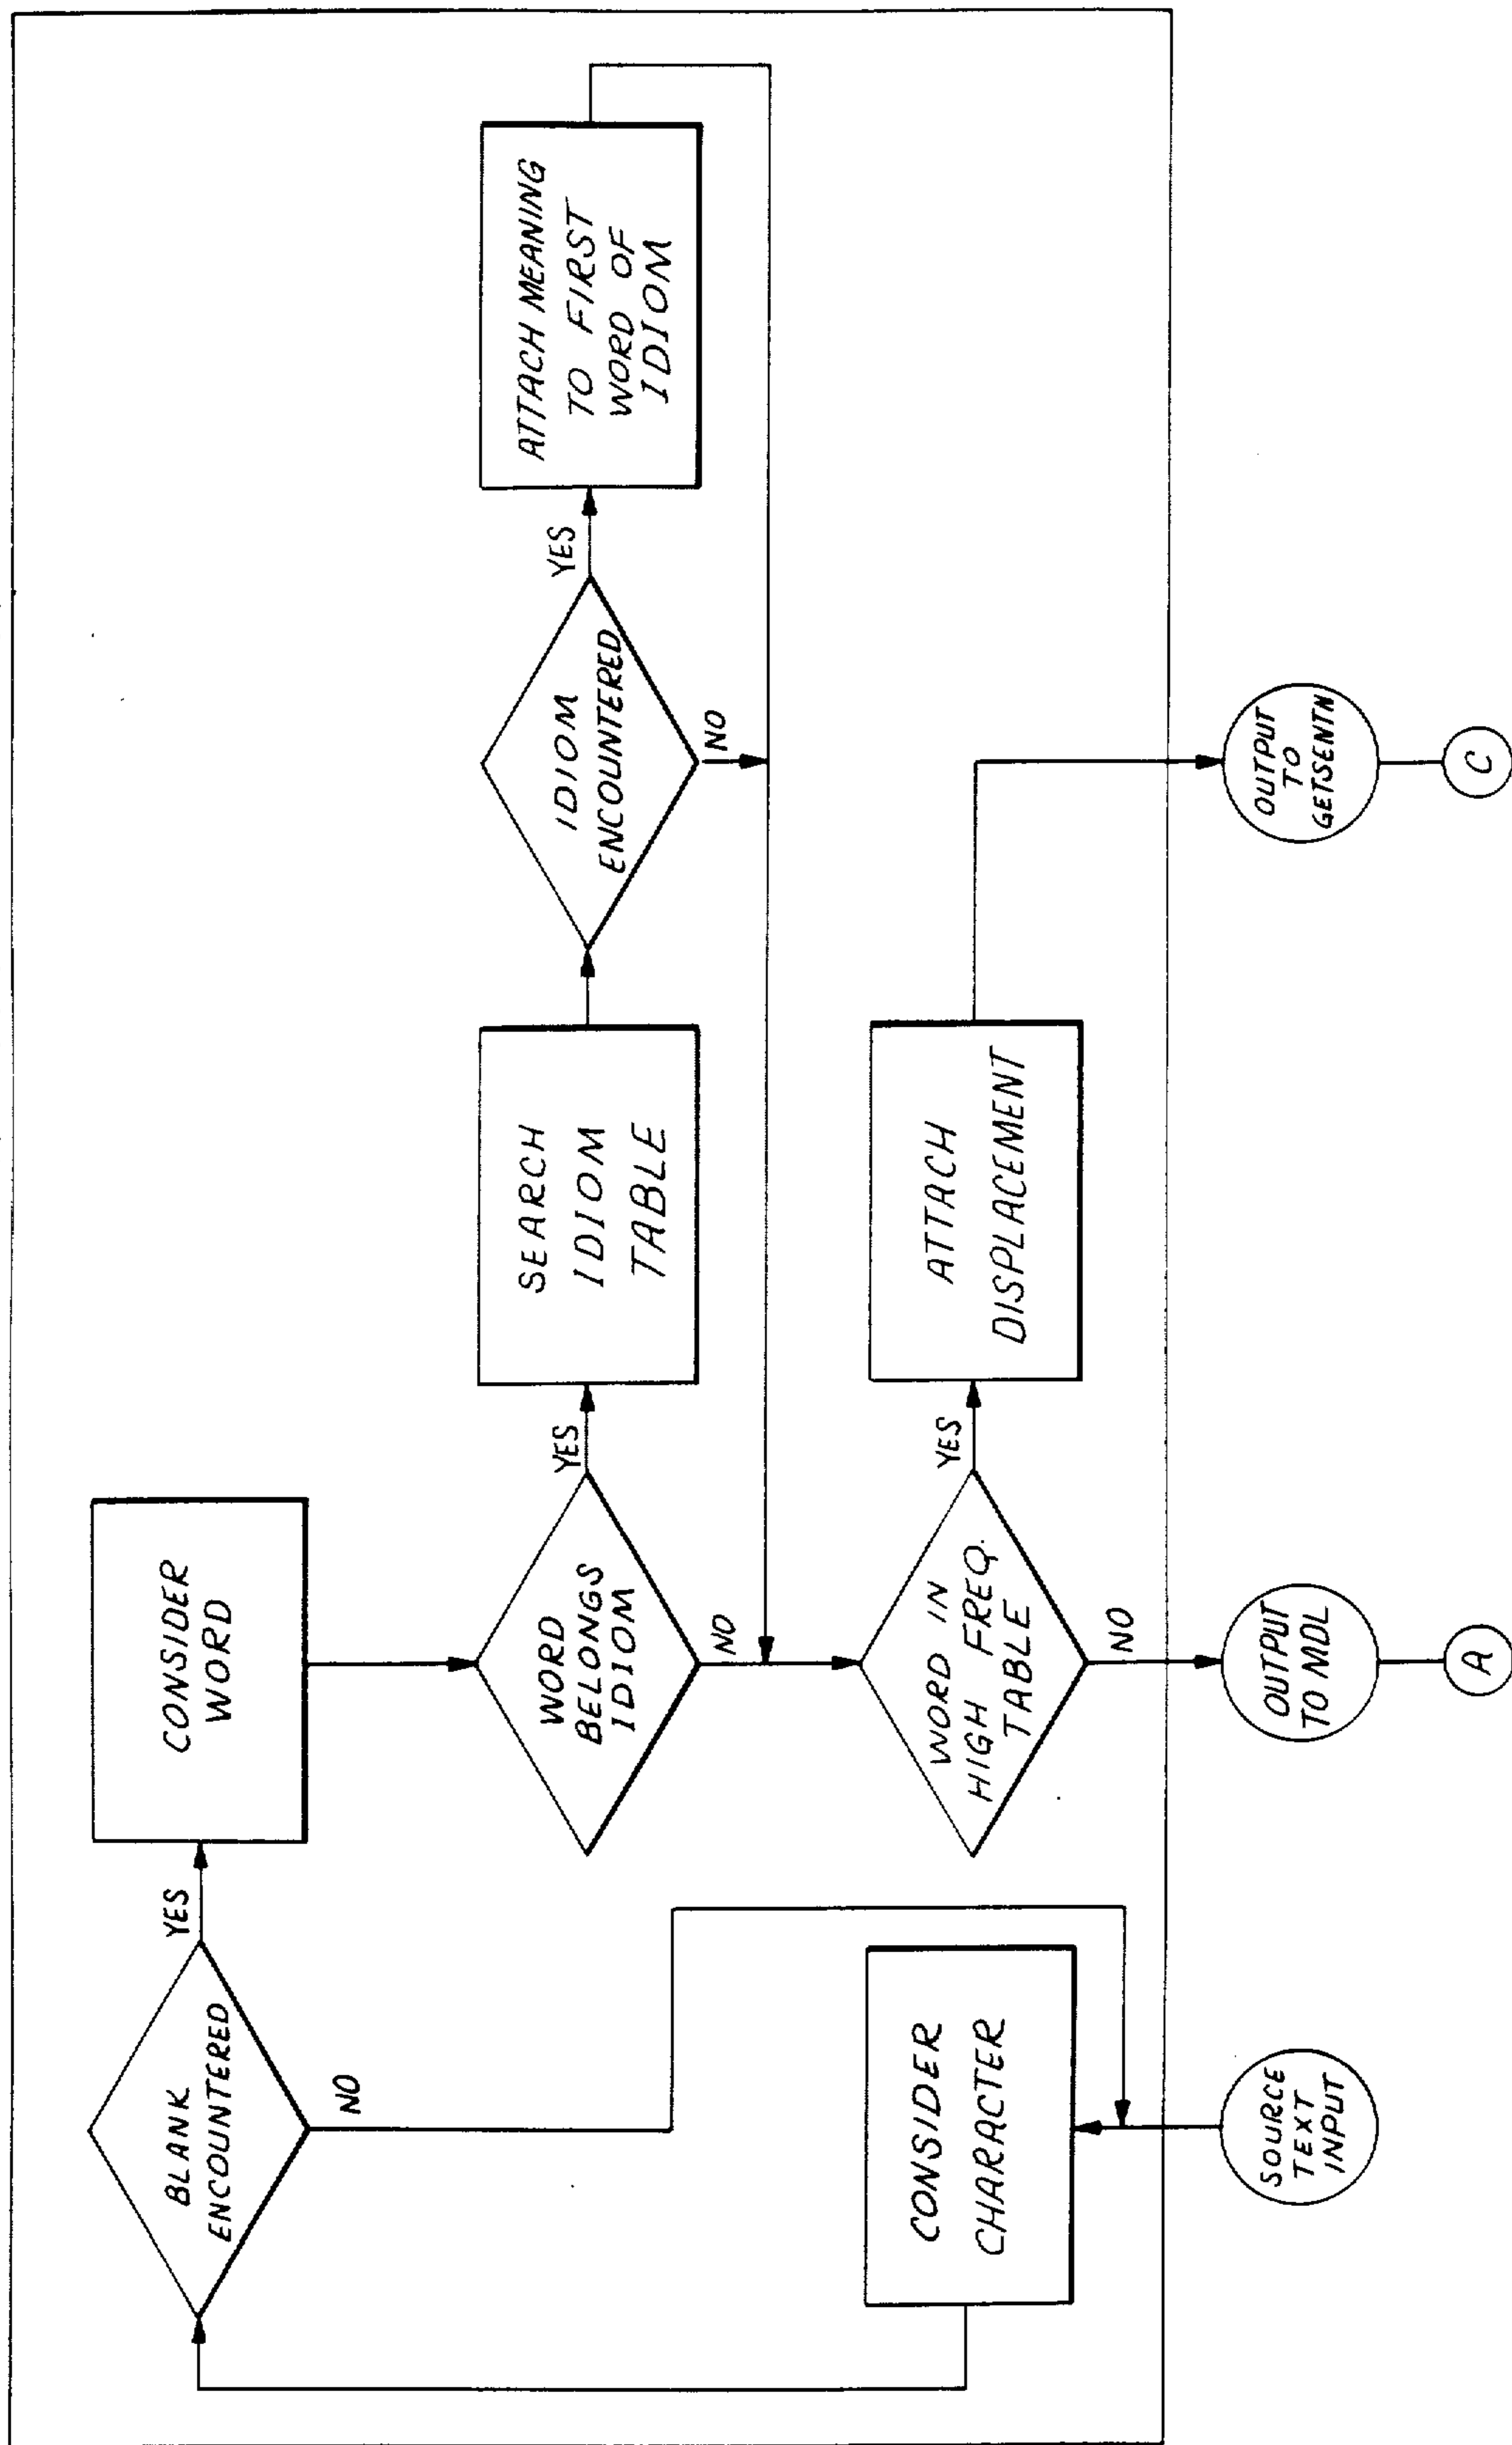 BLANK
ENCOUNTERED
YES
NO
CONSIDER
WORD
WORD
BELONGS
IDIOM
YES
NO
SEARCH
IDIOM
TABLE
IDIOM
ENCOUNTERED
YES
NO
ATTACH MEANING
TO FIRST
WORD OF
IDIOM
CONSIDER
CHARACTER
WORD IN
HIGH FREQ.
TABLE
YES
NO
ATTACH
DISPLACEMENT
SOURCE
TEXT
INPUT
OUTPUT
TO MDL
OUTPUT
TO
GETSENTN
A
C